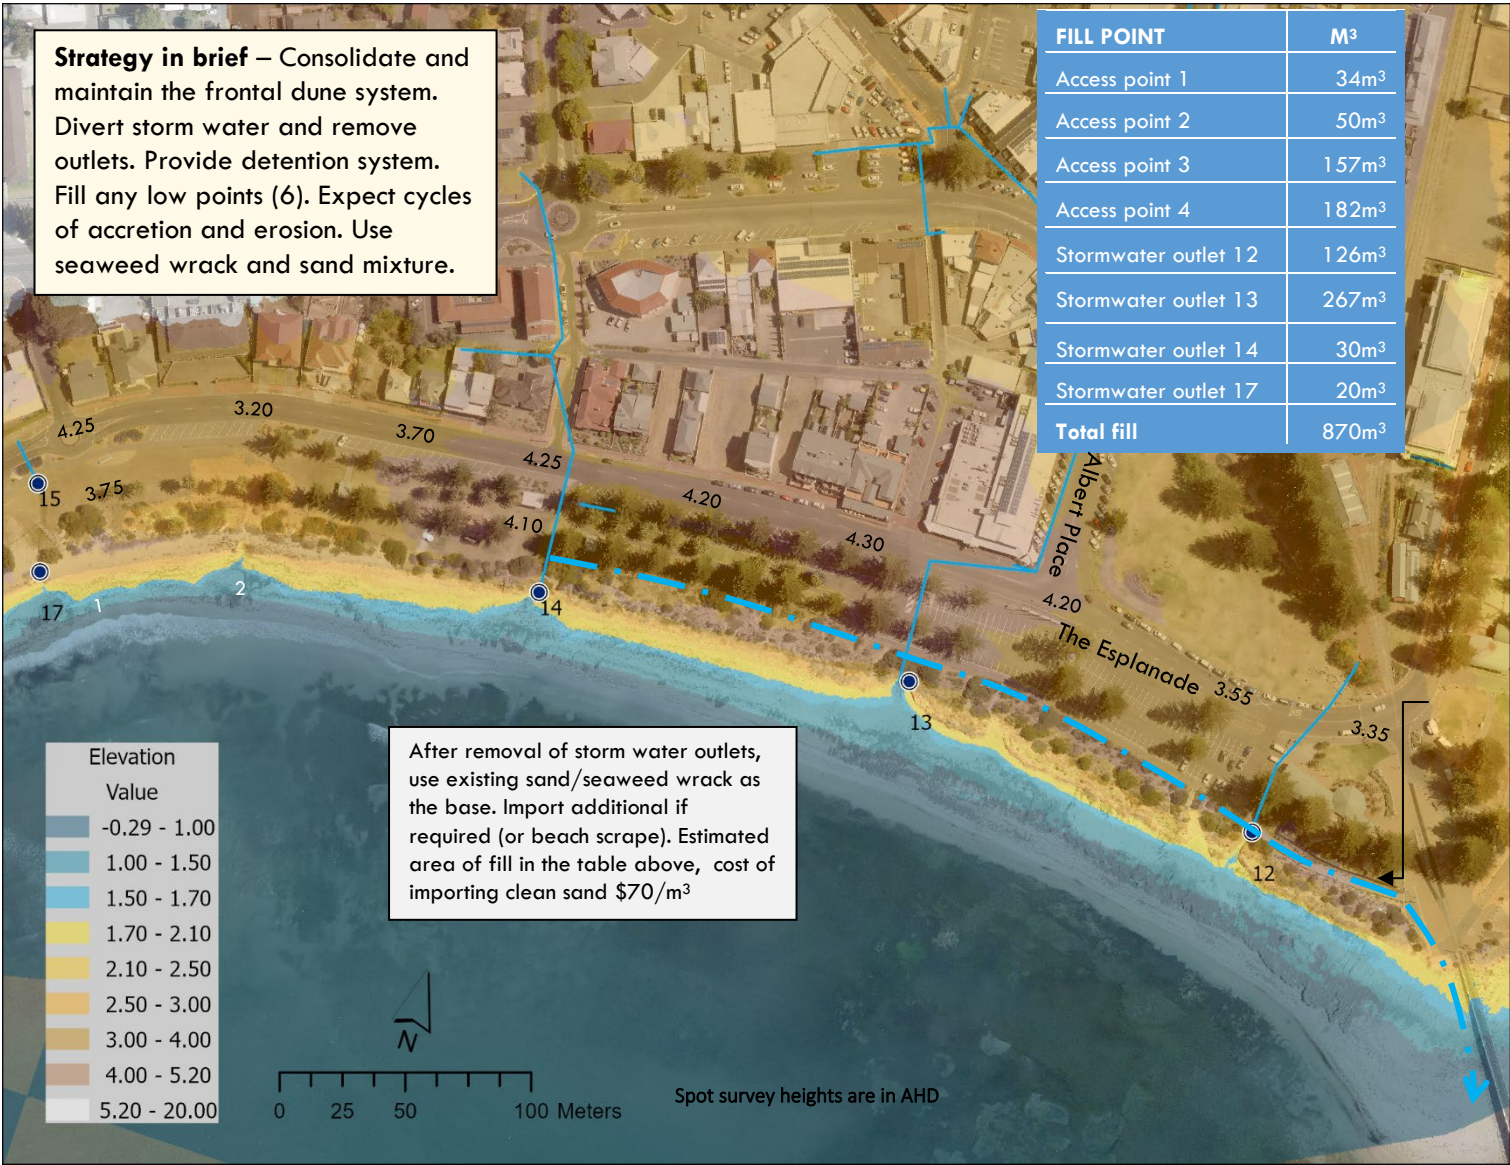 Strategy in brief – Consolidate and
maintain the frontal dune system.
Divert storm water and remove
outlets. Provide detention system.
Fill any low points (6). Expect cycles
of accretion and erosion. Use
seaweed wrack and sand mixture.
FILL POINT M³
Access point 1 34m³
Access point 2 50m³
Access point 3 157m³
Access point 4 182m³
Stormwater outlet 12 126m³
Stormwater outlet 13 267m³
Stormwater outlet 14 30m³
Stormwater outlet 17 20m³
Total fill 870m³
4.25
3.20
3.70
4.25
4.20
4.30
4.10
3.75
15
17
1
2
14
13
12
Albert Place
4.20
The Esplanade
3.55
3.35
After removal of storm water outlets,
use existing sand/seaweed wrack as
the base. Import additional if
required (or beach scrape). Estimated
area of fill in the table above, cost of
importing clean sand $70/m³
Elevation
Value
-0.29 - 1.00
1.00 - 1.50
1.50 - 1.70
1.70 - 2.10
2.10 - 2.50
2.50 - 3.00
3.00 - 4.00
4.00 - 5.20
5.20 - 20.00
N
0 25 50 100 Meters
Spot survey heights are in AHD